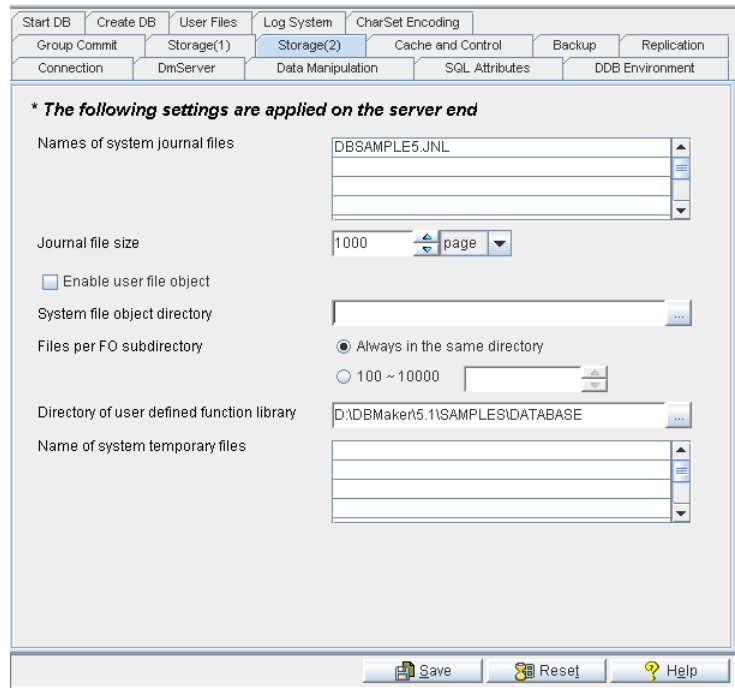 Start DB Create DB User Files Log System CharSet Encoding
Group Commit Storage(1) Storage(2) Cache and Control Backup Replication
Connection DmServer Data Manipulation SQL Attributes DDB Environment
* The following settings are applied on the server end
Names of system journal files DBSAMPLE5.JNL
Journal file size 1000 page
Enable user file object
System file object directory ...
Files per FO subdirectory Always in the same directory
100 ~ 10000
Directory of user defined function library D:\DBMaker\5.1\SAMPLES\DATABASE ...
Name of system temporary files
Save Reset Help